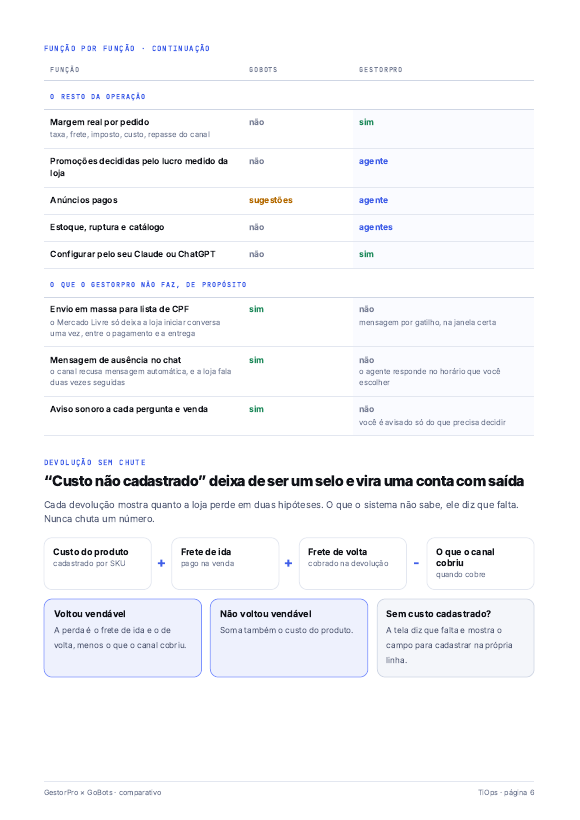 FUNÇÃO POR FUNÇÃO · CONTINUAÇÃO
FUNÇÃO GOBOTS GESTORPRO
O RESTO DA OPERAÇÃO
Margem real por pedido não sim
taxa, frete, imposto, custo, repasse do canal
Promoções decididas pelo lucro medido da não agente
loja
Anúncios pagos sugestões agente
Estoque, ruptura e catálogo não agentes
Configurar pelo seu Claude ou ChatGPT não sim
O QUE O GESTORPRO NÃO FAZ, DE PROPÓSITO
Envio em massa para lista de CPF sim não
o Mercado Livre só deixa a loja iniciar conversa mensagem por gatilho, na janela certa
uma vez, entre o pagamento e a entrega
Mensagem de ausência no chat sim não
o canal recusa mensagem automática, e a loja fala o agente responde no horário que você
duas vezes seguidas escolher
Aviso sonoro a cada pergunta e venda sim não
você é avisado só do que precisa decidir
DEVOLUÇÃO SEM CHUTE
“Custo não cadastrado” deixa de ser um selo e vira uma conta com saída
Cada devolução mostra quanto a loja perde em duas hipóteses. O que o sistema não sabe, ele diz que falta.
Nunca chuta um número.
Custo do produto + Frete de ida + Frete de volta - O que o canal
cobriu
cadastrado por SKU pago na venda cobrado na devolução quando cobre
Voltou vendável Não voltou vendável Sem custo cadastrado?
A perda é o frete de ida e o de Soma também o custo do produto. A tela diz que falta e mostra o
volta, menos o que o canal cobriu. campo para cadastrar na própria
linha.
GestorPro × GoBots · comparativo TiOps · página 6